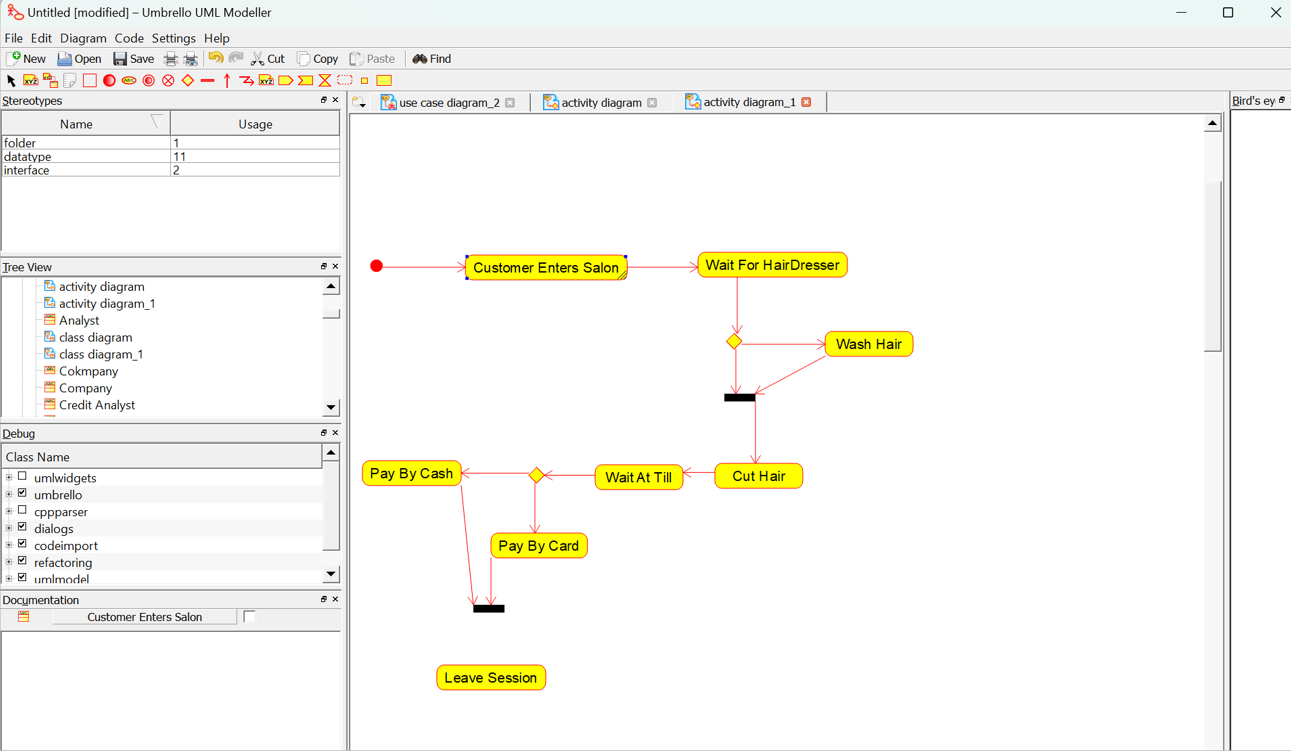 Untitled [modified] – Umbrello UML Modeller
File Edit Diagram Code Settings Help
New Open Save Cut Copy Paste Find
Stereotypes
Name Usage
folder 1
datatype 11
interface 2
Tree View
activity diagram
activity diagram_1
Analyst
class diagram
class diagram_1
Cokmpany
Company
Credit Analyst
Debug
Class Name
umlwidgets
umbrello
cppparser
dialogs
codeimport
refactoring
umlmodel
Documentation
Customer Enters Salon
use case diagram_2 activity diagram activity diagram_1
Customer Enters Salon
Wait For HairDresser
Wash Hair
Cut Hair
Wait At Till
Pay By Cash
Pay By Card
Leave Session
Bird's ey